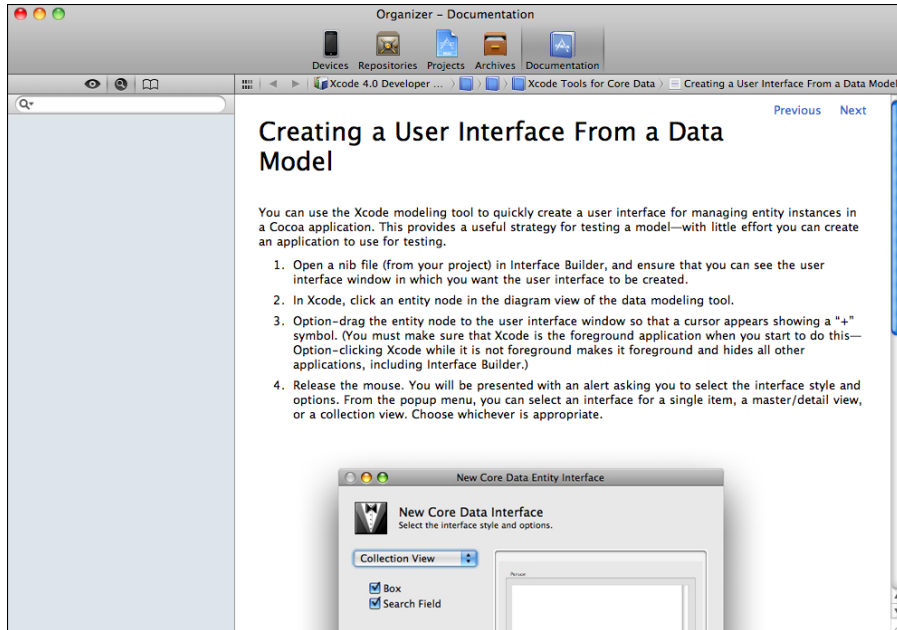 Organizer – Documentation
Devices Repositories Projects Archives Documentation
Xcode 4.0 Developer ... Xcode Tools for Core Data Creating a User Interface From a Data Model
Previous Next
Creating a User Interface From a Data
Model
You can use the Xcode modeling tool to quickly create a user interface for managing entity instances in
a Cocoa application. This provides a useful strategy for testing a model—with little effort you can create
an application to use for testing.
1. Open a nib file (from your project) in Interface Builder, and ensure that you can see the user
interface window in which you want the user interface to be created.
2. In Xcode, click an entity node in the diagram view of the data modeling tool.
3. Option-drag the entity node to the user interface window so that a cursor appears showing a “+”
symbol. (You must make sure that Xcode is the foreground application when you start to do this—
Option-clicking Xcode while it is not foreground makes it foreground and hides all other
applications, including Interface Builder.)
4. Release the mouse. You will be presented with an alert asking you to select the interface style and
options. From the popup menu, you can select an interface for a single item, a master/detail view,
or a collection view. Choose whichever is appropriate.
New Core Data Entity Interface
New Core Data Interface
Select the interface style and options.
Collection View
Box
Search Field